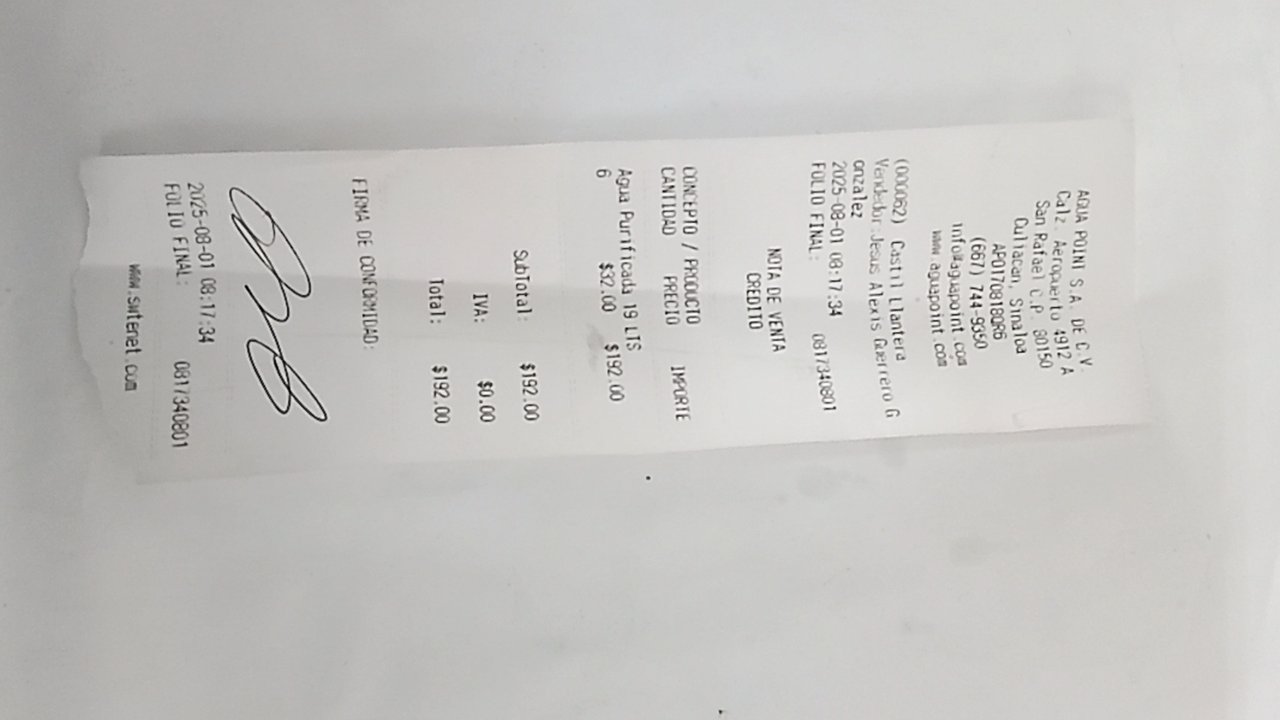 AGUA POINT S.A. DE C.V.
Calz. Aeropuerto 4912 A
San Rafael C.P. 80150
Culiacan, Sinaloa
APO170818QR6
(667) 744-9350
info@aguapoint.com
www.aguapoint.com
(000062) Castil Llantera
Vendedor:Jesus Alexis Guerrero G
onzalez
2025-08-01 08:17:34
FOLIO FINAL: 0817340801
NOTA DE VENTA
CREDITO
CONCEPTO / PRODUCTO
CANTIDAD PRECIO IMPORTE
Agua Purificada 19 LTS
6 $32.00 $192.00
SubTotal: $192.00
IVA: $0.00
Total: $192.00
FIRMA DE CONFORMIDAD:
2025-08-01 08:17:34
FOLIO FINAL: 0817340801
www.swtenet.com